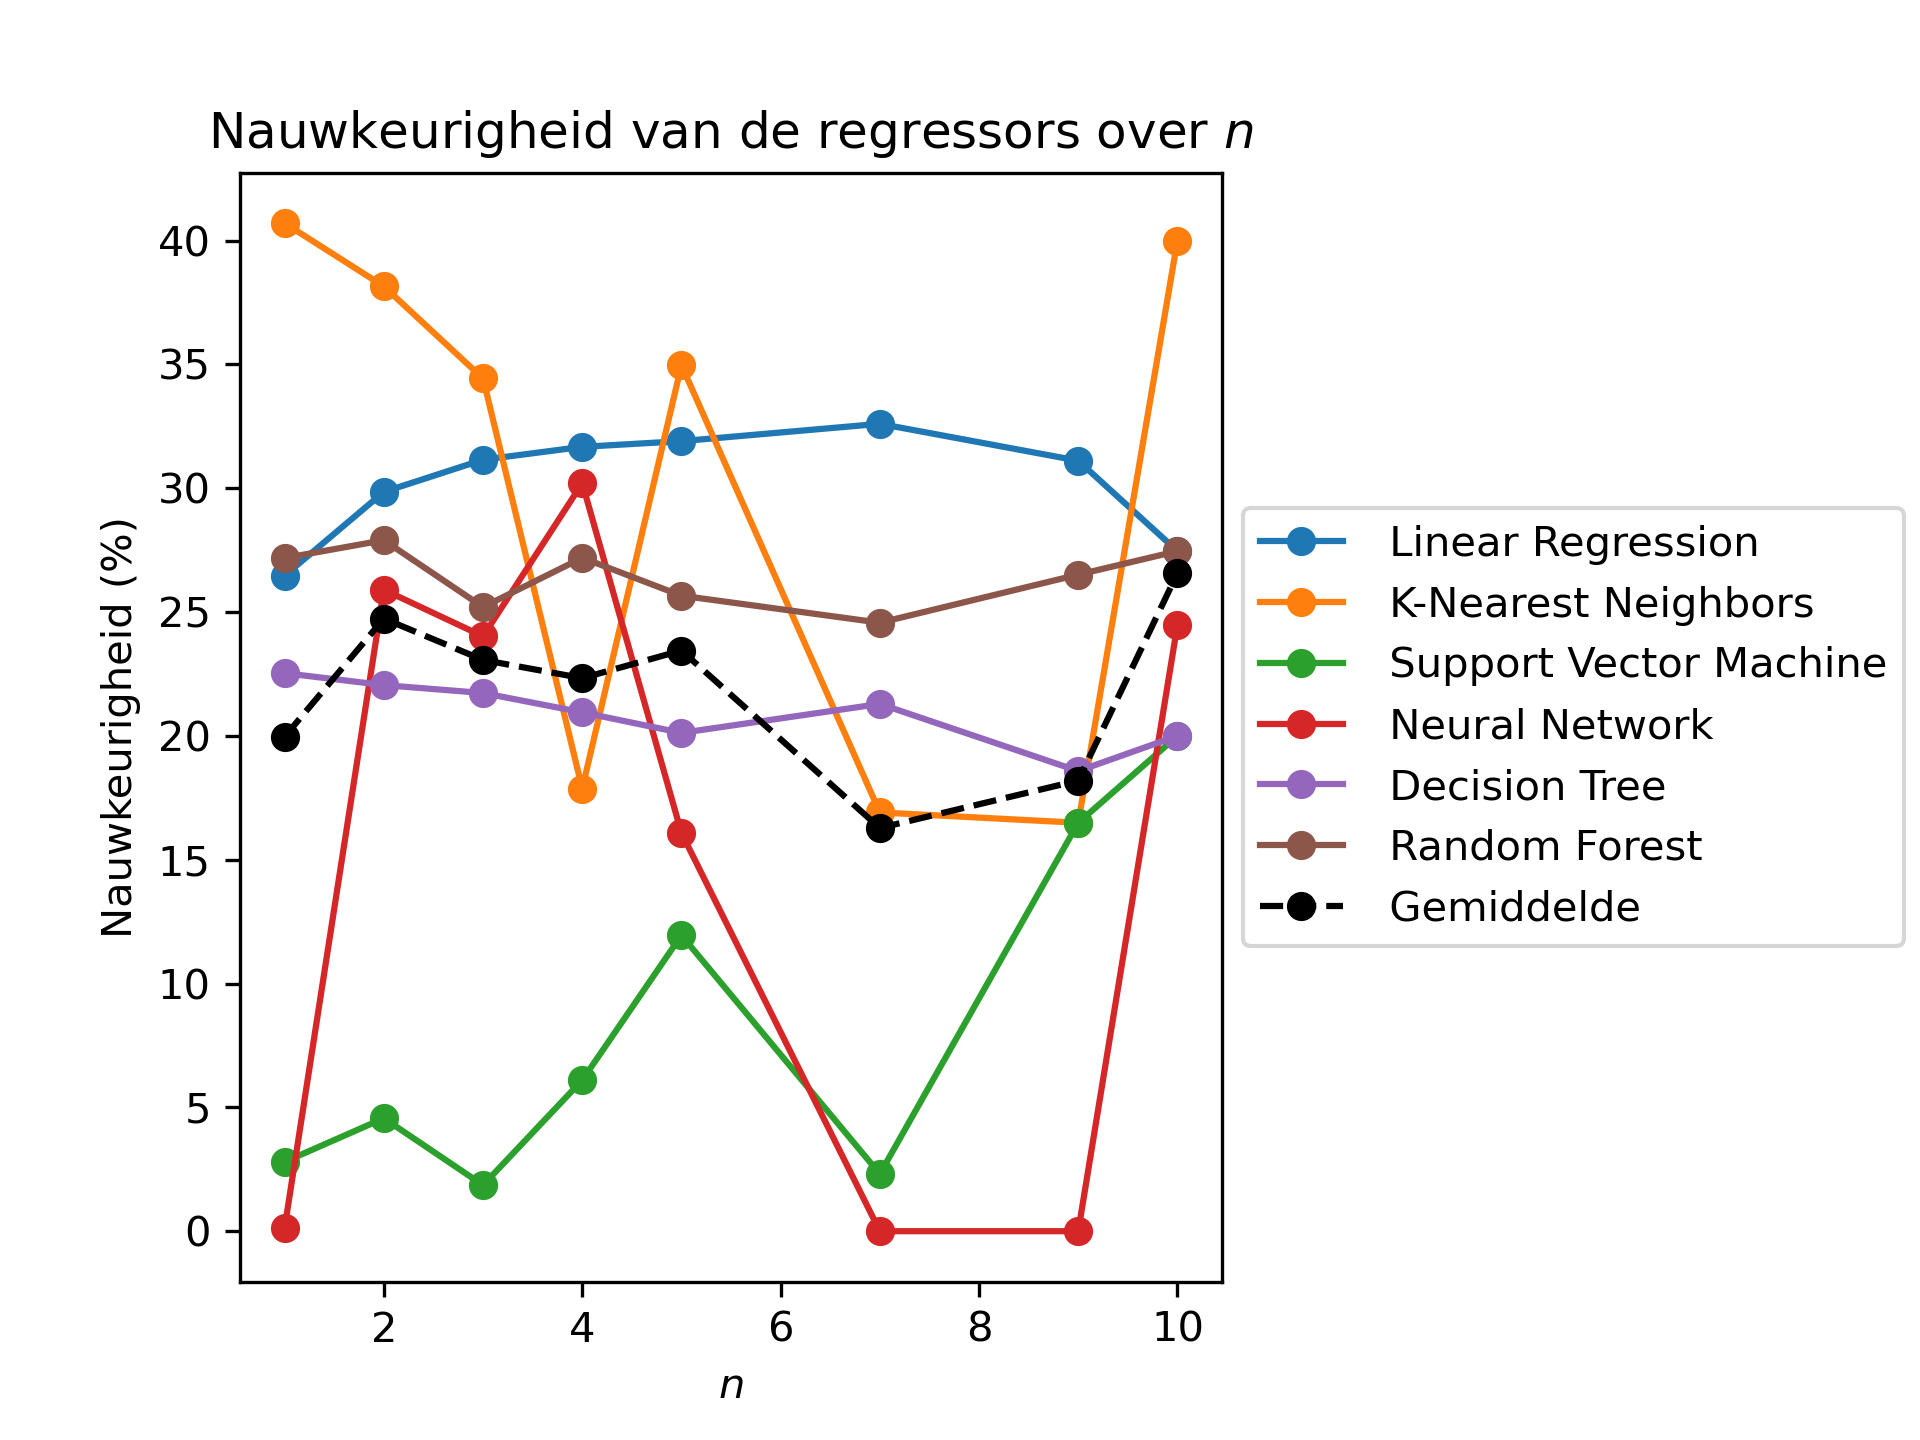 Nauwkeurigheid van de regressors over n
Nauwkeurigheid (%)
40
35
30
25
20
15
10
5
0
2 4 6 8 10
n
Linear Regression
K-Nearest Neighbors
Support Vector Machine
Neural Network
Decision Tree
Random Forest
Gemiddelde